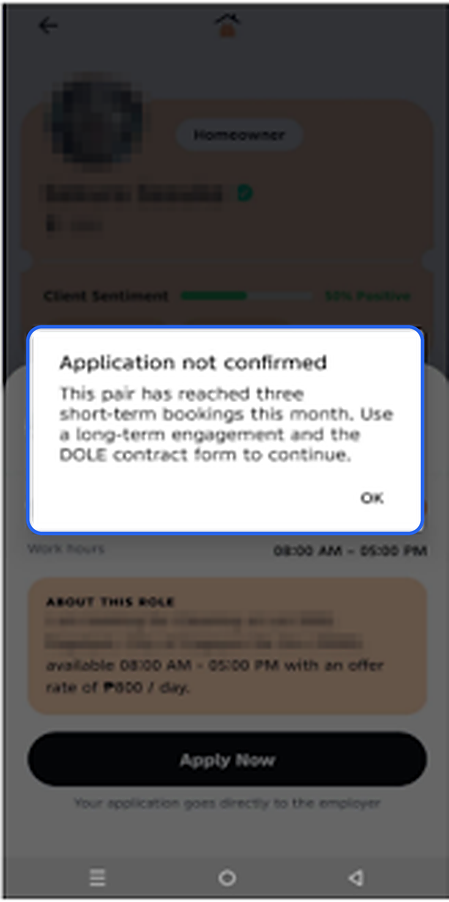 Homeowner
Client Sentiment
50% Positive
Application not confirmed
This pair has reached three
short-term bookings this month. Use
a long-term engagement and the
DOLE contract form to continue.
OK
Work hours 08:00 AM - 05:00 PM
ABOUT THIS ROLE
available 08:00 AM - 05:00 PM with an offer
rate of ₱800 / day.
Apply Now
Your application goes directly to the employer